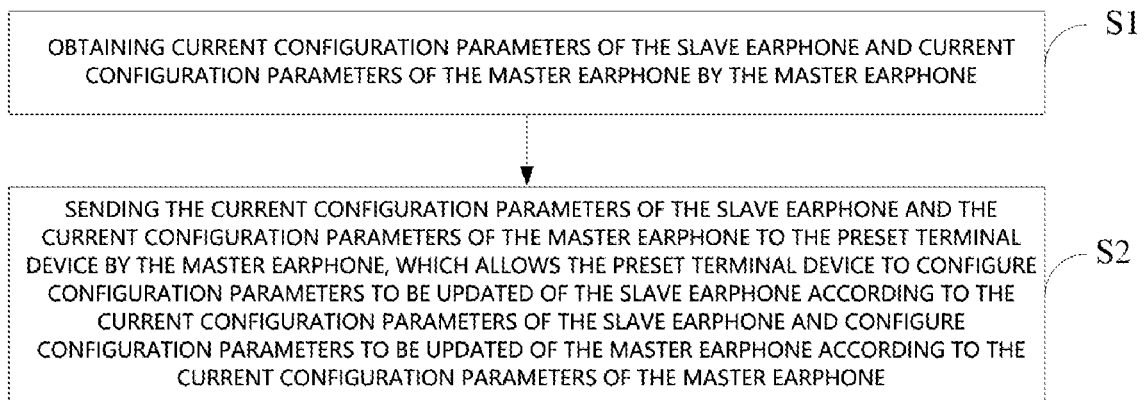 OBTAINING CURRENT CONFIGURATION PARAMETERS OF THE SLAVE EARPHONE AND CURRENT
CONFIGURATION PARAMETERS OF THE MASTER EARPHONE BY THE MASTER EARPHONE
S1
SENDING THE CURRENT CONFIGURATION PARAMETERS OF THE SLAVE EARPHONE AND THE
CURRENT CONFIGURATION PARAMETERS OF THE MASTER EARPHONE TO THE PRESET TERMINAL
DEVICE BY THE MASTER EARPHONE, WHICH ALLOWS THE PRESET TERMINAL DEVICE TO CONFIGURE
CONFIGURATION PARAMETERS TO BE UPDATED OF THE SLAVE EARPHONE ACCORDING TO THE
CURRENT CONFIGURATION PARAMETERS OF THE SLAVE EARPHONE AND CONFIGURE
CONFIGURATION PARAMETERS TO BE UPDATED OF THE MASTER EARPHONE ACCORDING TO THE
CURRENT CONFIGURATION PARAMETERS OF THE MASTER EARPHONE
S2